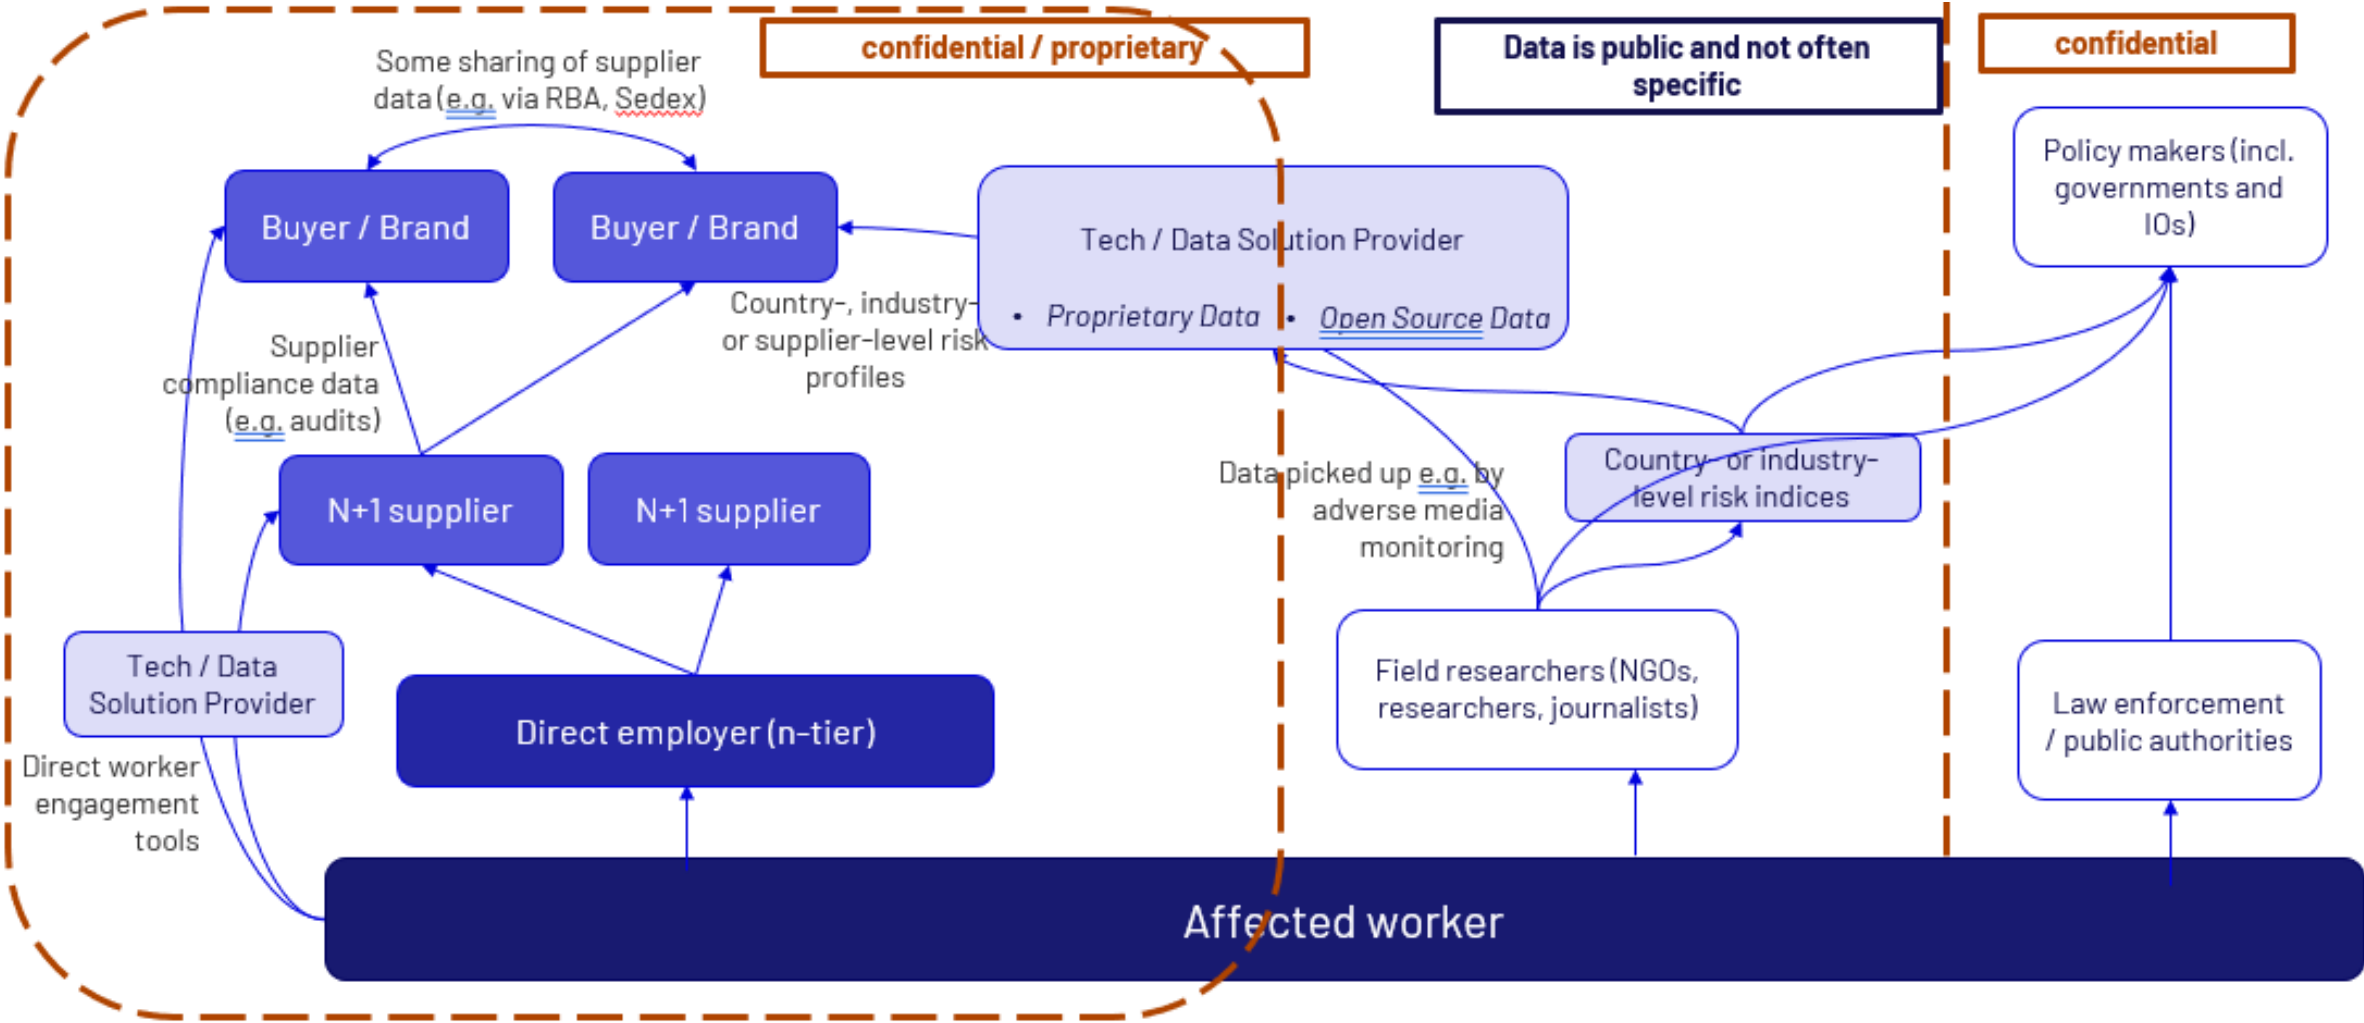 confidential / proprietary
Data is public and not often
specific
confidential
Some sharing of supplier
data (e.g. via RBA, Sedex)
Policy makers (incl.
governments and
IOs)
Buyer / Brand
Buyer / Brand
Tech / Data Solution Provider
• Proprietary Data
• Open Source Data
Country-, industry-
or supplier-level risk
profiles
Supplier
compliance data
(e.g. audits)
N+1 supplier
N+1 supplier
Data picked up e.g. by
adverse media
monitoring
Country- or industry-
level risk indices
Tech / Data
Solution Provider
Direct employer (n-tier)
Field researchers (NGOs,
researchers, journalists)
Law enforcement
/ public authorities
Direct worker
engagement
tools
Affected worker